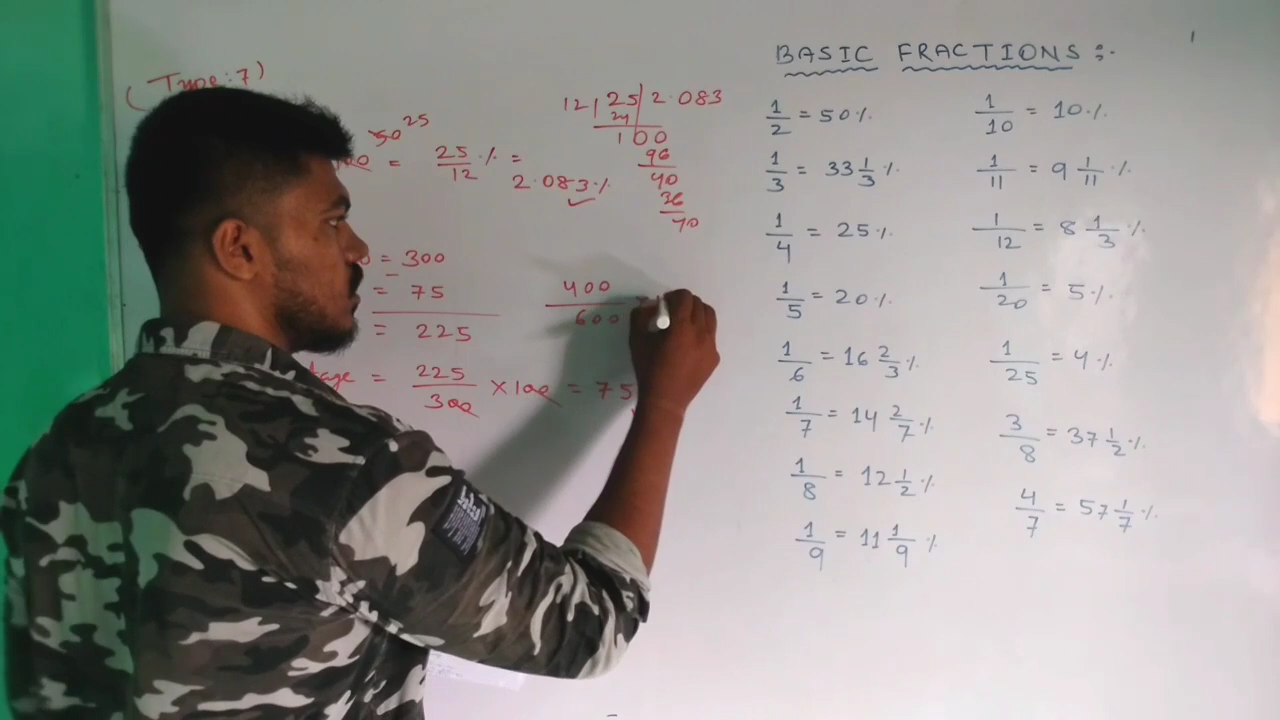 (Type:7)
50 25
100 = 25/12 % =
2.083%
12) 25 | 2.083
24
100
96
40
36
40
= 300
= 75
= 225
400/600
tage = 225/300 × 100 = 75
BASIC FRACTIONS :-
1/2 = 50%
1/3 = 33 1/3 %
1/4 = 25%
1/5 = 20%
1/6 = 16 2/3 %
1/7 = 14 2/7 %
1/8 = 12 1/2 %
1/9 = 11 1/9 %
1/10 = 10%
1/11 = 9 1/11 %
1/12 = 8 1/3 %
1/20 = 5%
1/25 = 4%
3/8 = 37 1/2 %
4/7 = 57 1/7 %